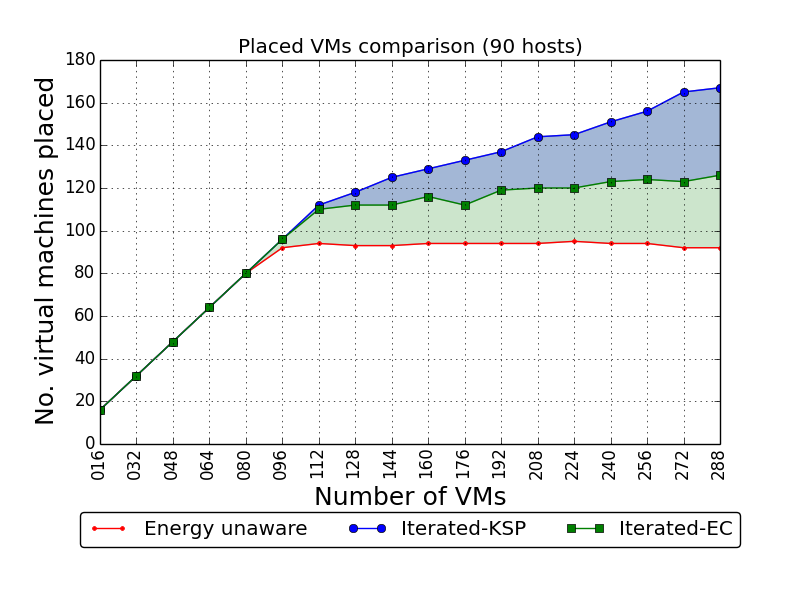 Placed VMs comparison (90 hosts)
No. virtual machines placed
180
160
140
120
100
80
60
40
20
0
016 032 048 064 080 096 112 128 144 160 176 192 208 224 240 256 272 288
Number of VMs
Energy unaware Iterated-KSP Iterated-EC